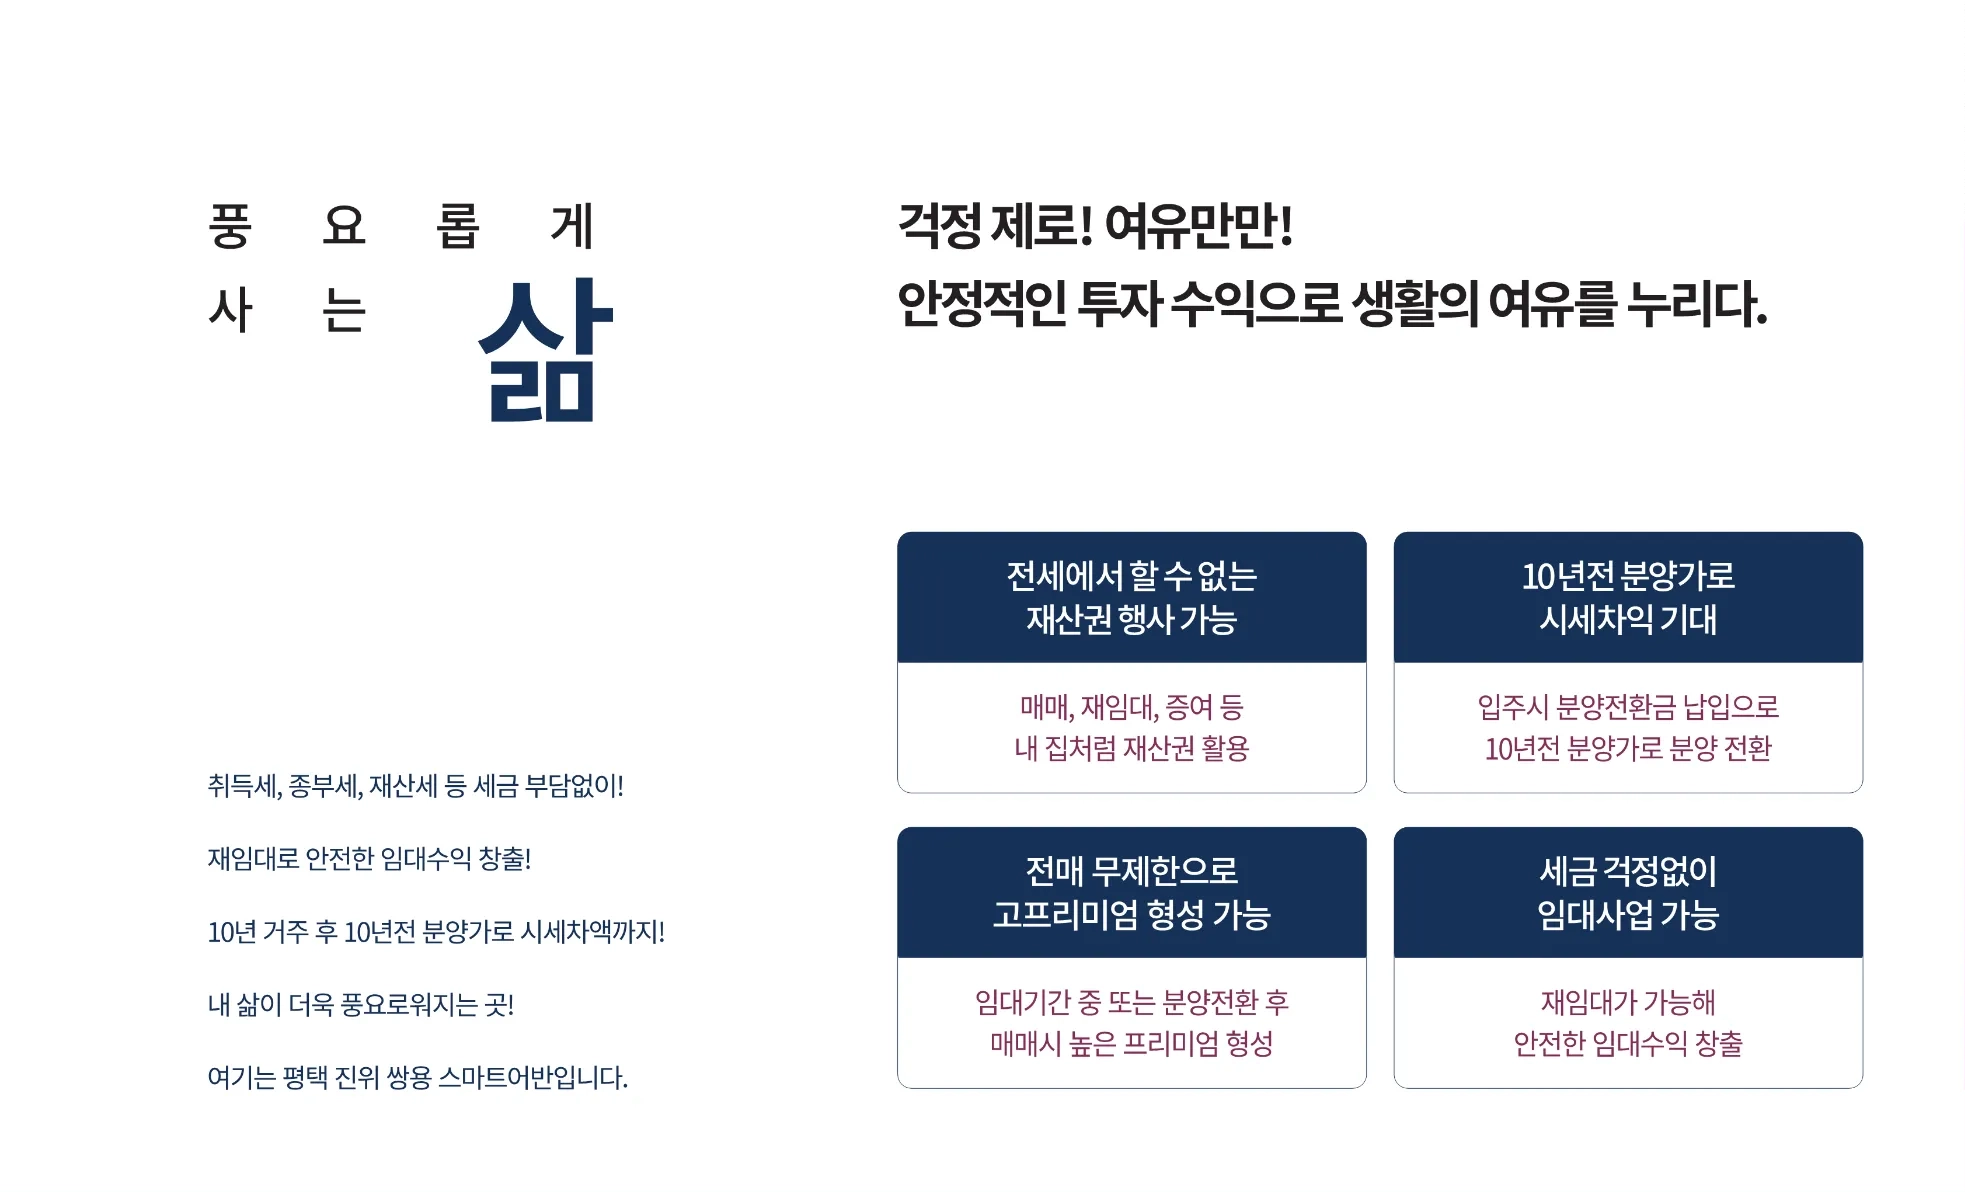 풍요롭게
사는 삶
걱정 제로! 여유만만!
안정적인 투자 수익으로 생활의 여유를 누리다.
취득세, 종부세, 재산세 등 세금 부담없이!
재임대로 안전한 임대수익 창출!
10년 거주 후 10년전 분양가로 시세차액까지!
내 삶이 더욱 풍요로워지는 곳!
여기는 평택 진위 쌍용 스마트어반입니다.
전세에서 할 수 없는
재산권 행사 가능
매매, 재임대, 증여 등
내 집처럼 재산권 활용
10년전 분양가로
시세차익 기대
입주시 분양전환금 납입으로
10년전 분양가로 분양 전환
전매 무제한으로
고프리미엄 형성 가능
임대기간 중 또는 분양전환 후
매매시 높은 프리미엄 형성
세금 걱정없이
임대사업 가능
재임대가 가능해
안전한 임대수익 창출